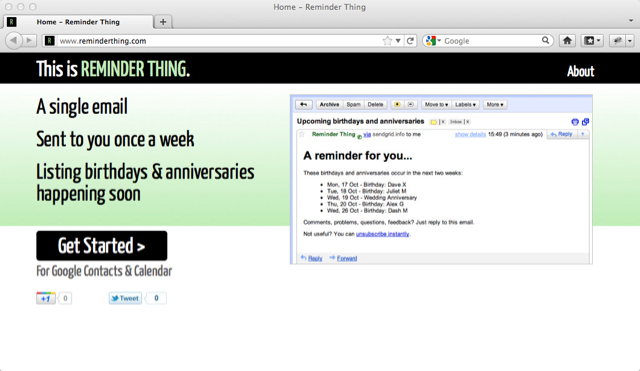 Home – Reminder Thing
Home – Reminder Thing
www.reminderthing.com
Google
This is REMINDER THING.
About
A single email
Sent to you once a week
Listing birthdays & anniversaries
happening soon
Get Started >
For Google Contacts & Calendar
+1 0
Tweet 0
Archive Spam Delete Move to Labels More
Upcoming birthdays and anniversaries Inbox | X
Reminder Thing via sendgrid.info to me show details 15:49 (3 minutes ago) Reply
A reminder for you...
These birthdays and anniversaries occur in the next two weeks:
• Mon, 17 Oct - Birthday: Dave X
• Tue, 18 Oct - Birthday: Juliet M
• Wed, 19 Oct - Wedding Anniversary
• Thu, 20 Oct - Birthday: Alex G
• Wed, 26 Oct - Birthday: Dash M
Comments, problems, questions, feedback? Just reply to this email.
Not useful? You can unsubscribe instantly.
Reply Forward